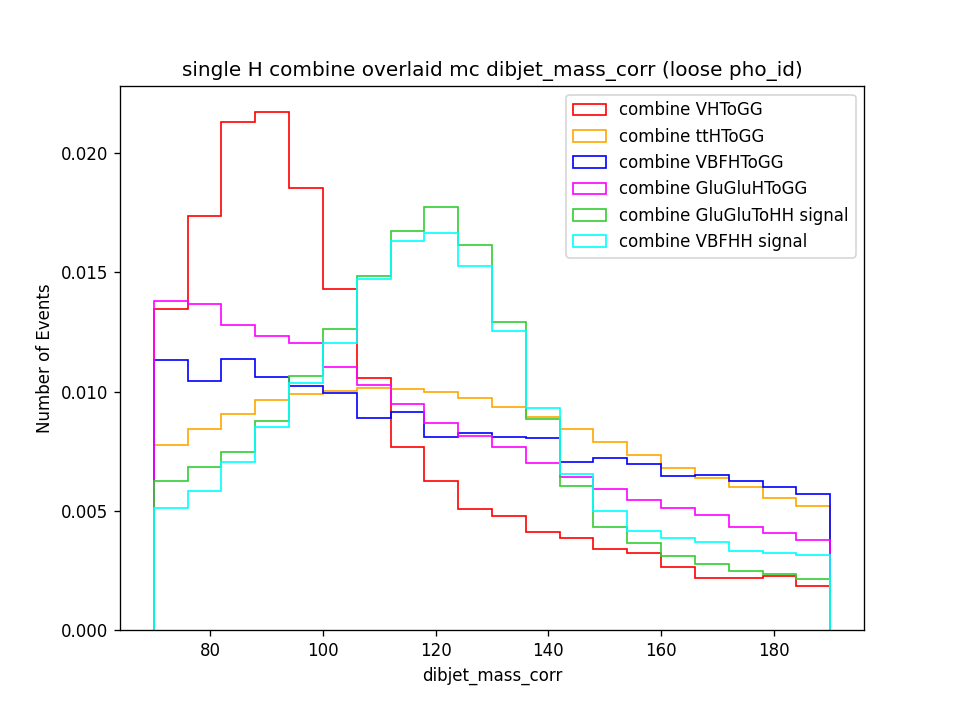 single H combine overlaid mc dibjet_mass_corr (loose pho_id)
combine VHToGG
combine ttHToGG
combine VBFHToGG
combine GluGluHToGG
combine GluGluToHH signal
combine VBFHH signal
Number of Events
0.020
0.015
0.010
0.005
0.000
80 100 120 140 160 180
dibjet_mass_corr